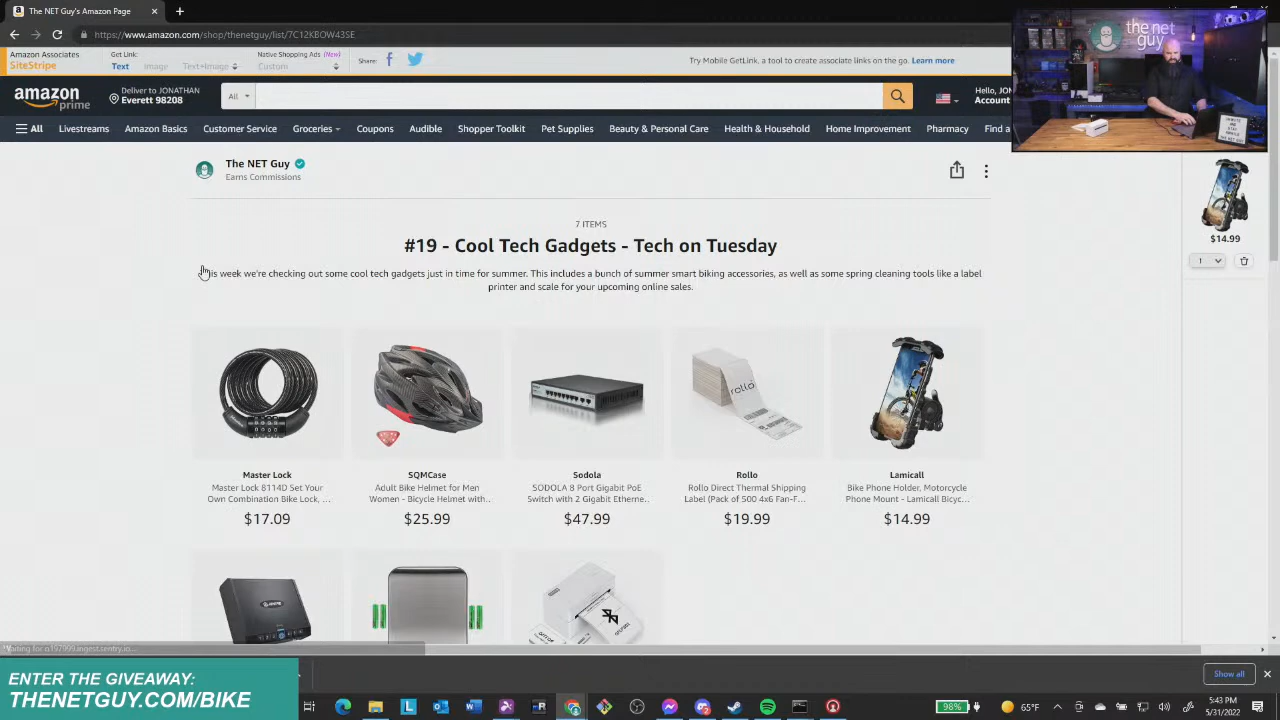 The NET Guy's Amazon Page
https://www.amazon.com/shop/thenetguy/list/7C12KBOW43SE
Amazon Associates
SiteStripe
Get Link:
Text Image Text+Image
Native Shopping Ads (New)
Custom
Share:
Try Mobile GetLink, a tool to create associate links on the go. Learn more
the net
guy
amazon
prime
Deliver to JONATHAN
Everett 98208
All
Hello, JON
Account
All Livestreams Amazon Basics Customer Service Groceries Coupons Audible Shopper Toolkit Pet Supplies Beauty & Personal Care Health & Household Home Improvement Pharmacy Find a
The NET Guy
Earns Commissions
$14.99
1
7 ITEMS
#19 - Cool Tech Gadgets - Tech on Tuesday
his week we're checking out some cool tech gadgets just in time for summer. This includes a bunch of summer smart biking accessories, as well as some spring cleaning tools like a label
printer and scale for your upcoming online sales.
rollo
Master Lock
Master Lock 8114D Set Your
Own Combination Bike Lock, ...
$17.09
SQMCase
Adult Bike Helmet for Men
Women - Bicycle Helmet with..
$25.99
Sodola
SODOLA 8 Port Gigabit PoE
Switch with 2 Gigabit Etherne..
$47.99
Rollo
Rollo Direct Thermal Shipping
Label (Pack of 500 4x6 Fan-F...
$19.99
Lamicall
Bike Phone Holder, Motorcycle
Phone Mount - Lamicall Bicyc...
$14.99
ENTER THE GIVEAWAY:
THENETGUY.COM/BIKE
Show all
98%
65°F
5:43 PM
5/31/2022